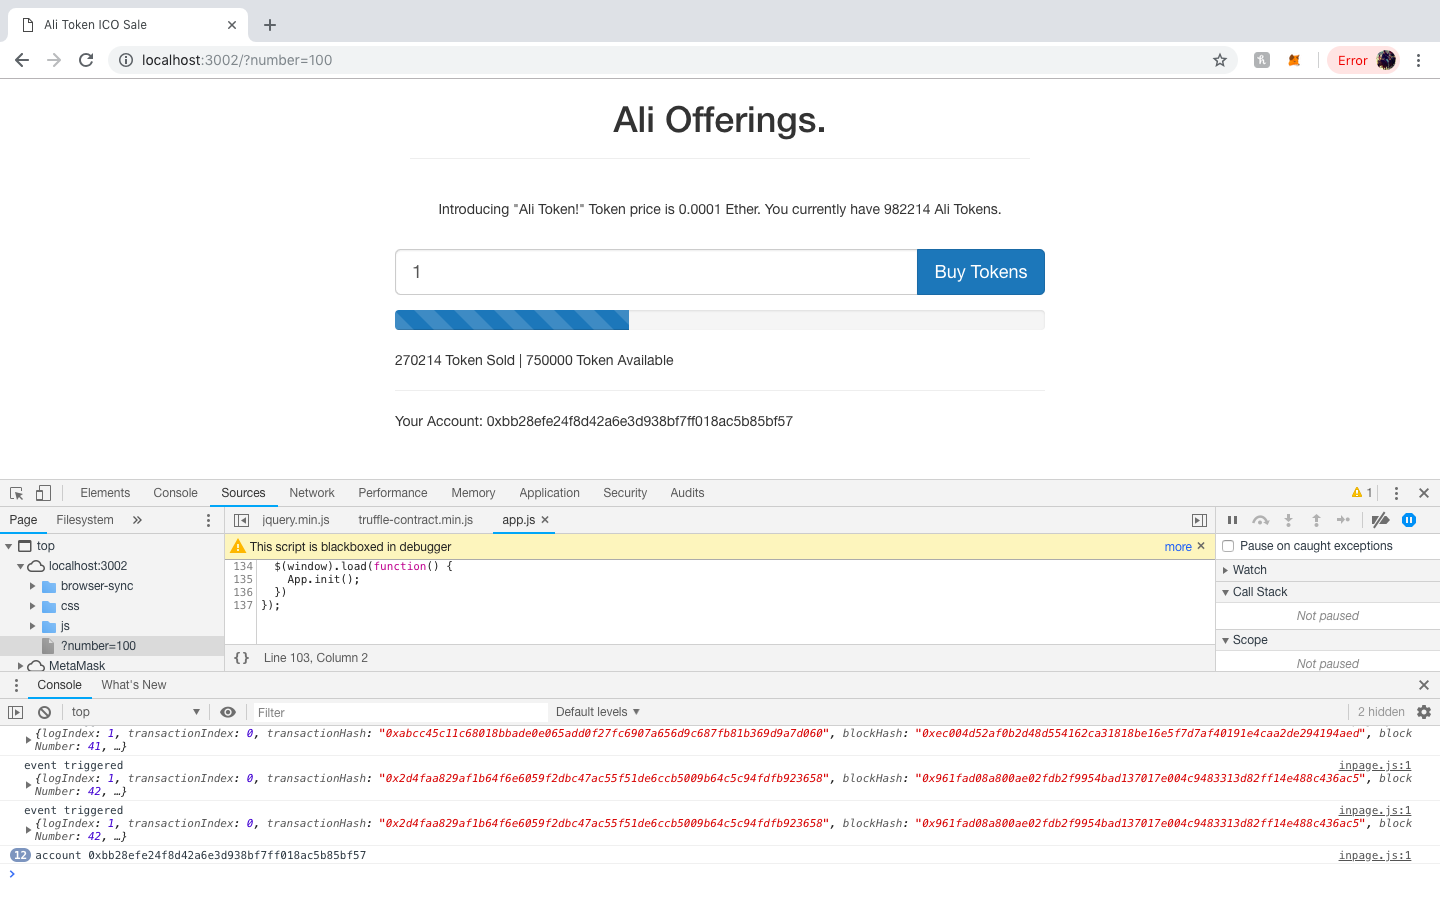 Ali Token ICO Sale
localhost:3002/?number=100
Error
Ali Offerings.
Introducing "Ali Token!" Token price is 0.0001 Ether. You currently have 982214 Ali Tokens.
1
Buy Tokens
270214 Token Sold | 750000 Token Available
Your Account: 0xbb28efe24f8d42a6e3d938bf7ff018ac5b85bf57
Elements Console Sources Network Performance Memory Application Security Audits 1
Page Filesystem » jquery.min.js truffle-contract.min.js app.js
top
localhost:3002
browser-sync
css
js
?number=100
MetaMask
This script is blackboxed in debugger more
134 $(window).load(function() {
135 App.init();
136 })
137 });
{} Line 103, Column 2
Pause on caught exceptions
Watch
Call Stack
Not paused
Scope
Not paused
Console What's New
top Filter Default levels 2 hidden
{logIndex: 1, transactionIndex: 0, transactionHash: "0xabcc45c11c68018bbade0e065add0f27fc6907a656d9c687fb81b369d9a7d060", blockHash: "0xec004d52af0b2d48d554162ca31818be16e5f7d7af40191e4caa2de294194aed", block
Number: 41, …}
event triggered inpage.js:1
{logIndex: 1, transactionIndex: 0, transactionHash: "0x2d4faa829af1b64f6e6059f2dbc47ac55f51de6ccb5009b64c5c94fdfb923658", blockHash: "0x961fad08a800ae02fdb2f9954bad137017e004c9483313d82ff14e488c436ac5", block
Number: 42, …}
event triggered inpage.js:1
{logIndex: 1, transactionIndex: 0, transactionHash: "0x2d4faa829af1b64f6e6059f2dbc47ac55f51de6ccb5009b64c5c94fdfb923658", blockHash: "0x961fad08a800ae02fdb2f9954bad137017e004c9483313d82ff14e488c436ac5", block
Number: 42, …}
12 account 0xbb28efe24f8d42a6e3d938bf7ff018ac5b85bf57 inpage.js:1